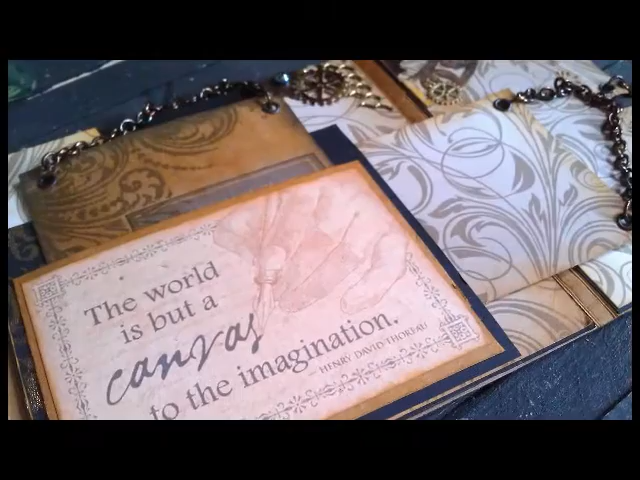 The world
is but a
canvas
to the imagination.
HENRY DAVID THOREAU